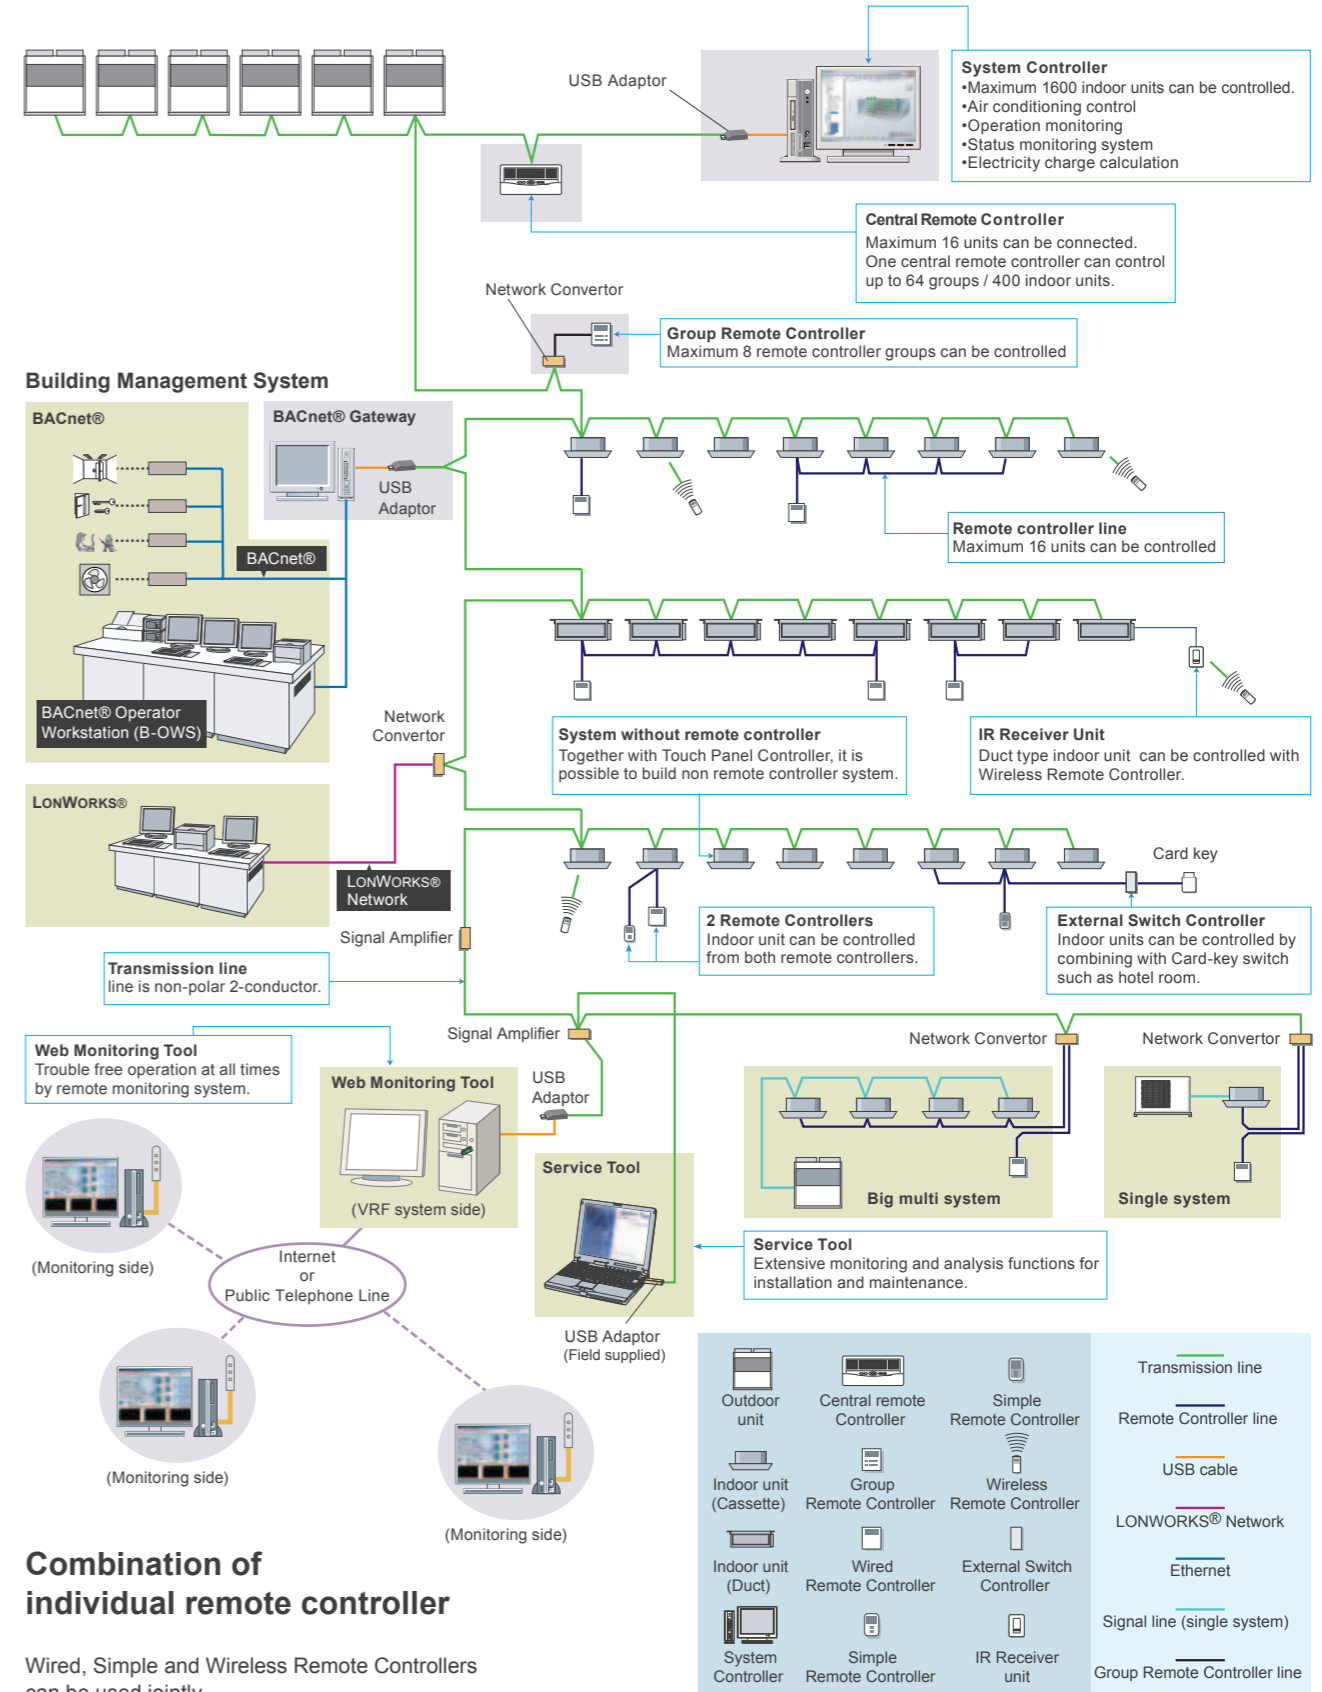 USB Adaptor
System Controller
•Maximum 1600 indoor units can be controlled.
•Air conditioning control
•Operation monitoring
•Status monitoring system
•Electricity charge calculation
Central Remote Controller
Maximum 16 units can be connected.
One central remote controller can control
up to 64 groups / 400 indoor units.
Network Convertor
Group Remote Controller
Maximum 8 remote controller groups can be controlled
Building Management System
BACnet®
BACnet® Gateway
USB
Adaptor
BACnet®
Remote controller line
Maximum 16 units can be controlled
BACnet® Operator
Workstation (B-OWS)
Network
Convertor
System without remote controller
Together with Touch Panel Controller, it is
possible to build non remote controller system.
IR Receiver Unit
Duct type indoor unit can be controlled with
Wireless Remote Controller.
LONWORKS®
LONWORKS®
Network
Card key
Signal Amplifier
2 Remote Controllers
Indoor unit can be controlled
from both remote controllers.
External Switch Controller
Indoor units can be controlled by
combining with Card-key switch
such as hotel room.
Transmission line
line is non-polar 2-conductor.
Signal Amplifier
Network Convertor
Network Convertor
Web Monitoring Tool
Trouble free operation at all times
by remote monitoring system.
Web Monitoring Tool
USB
Adaptor
(VRF system side)
Service Tool
Big multi system
Single system
Service Tool
Extensive monitoring and analysis functions for
installation and maintenance.
(Monitoring side)
Internet
or
Public Telephone Line
USB Adaptor
(Field supplied)
(Monitoring side)
(Monitoring side)
Outdoor
unit
Central remote
Controller
Simple
Remote Controller
Indoor unit
(Cassette)
Group
Remote Controller
Wireless
Remote Controller
Indoor unit
(Duct)
Wired
Remote Controller
External Switch
Controller
System
Controller
Simple
Remote Controller
IR Receiver
unit
Transmission line
Remote Controller line
USB cable
LONWORKS® Network
Ethernet
Signal line (single system)
Group Remote Controller line
Combination of
individual remote controller
Wired, Simple and Wireless Remote Controllers
can be used jointly